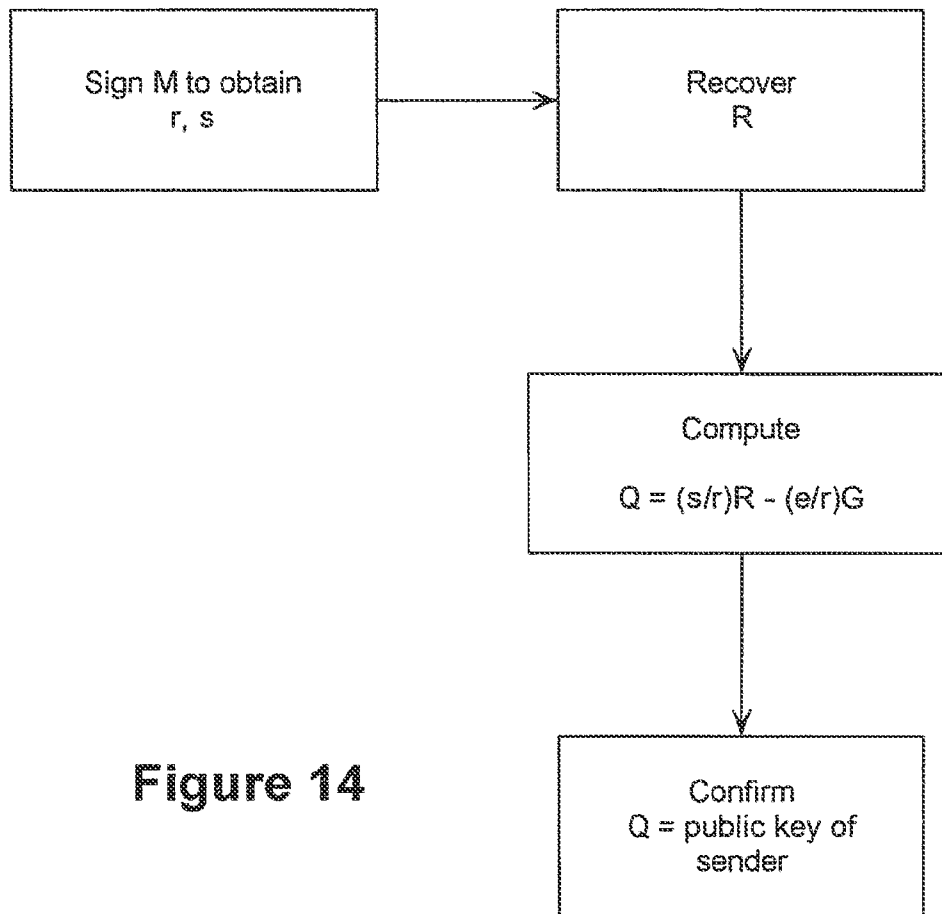 Sign M to obtain
r, s
Recover
R
Compute
Q = (s/r)R - (e/r)G
Confirm
Q = public key of
sender
Figure 14